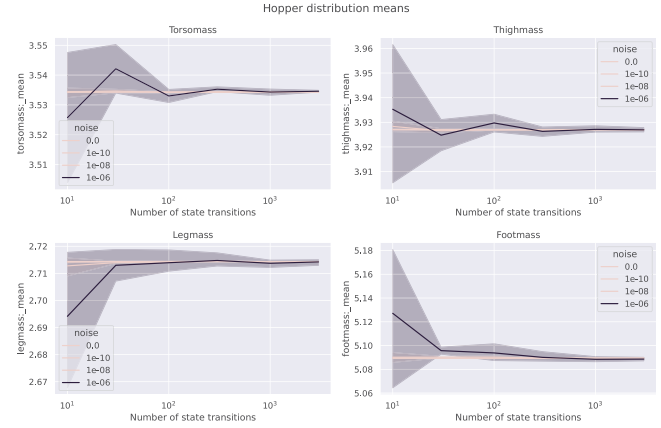 Hopper distribution means
Torsomass
torsomass:_mean
3.55
3.54
3.53
3.52
3.51
noise
0.0
1e-10
1e-08
1e-06
10¹
10²
10³
Number of state transitions
Thighmass
thighmass:_mean
3.96
3.95
3.94
3.93
3.92
3.91
noise
0.0
1e-10
1e-08
1e-06
10¹
10²
10³
Number of state transitions
Legmass
legmass:_mean
2.72
2.71
2.70
2.69
2.68
2.67
noise
0.0
1e-10
1e-08
1e-06
10¹
10²
10³
Number of state transitions
Footmass
footmass:_mean
5.18
5.16
5.14
5.12
5.10
5.08
5.06
noise
0.0
1e-10
1e-08
1e-06
10¹
10²
10³
Number of state transitions